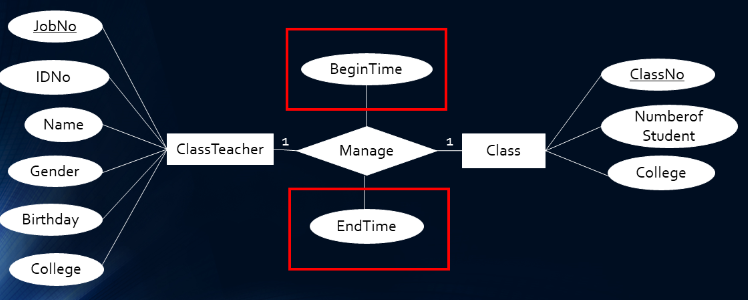 JobNo
IDNo
Name
Gender
Birthday
College
ClassTeacher
1
BeginTime
Manage
EndTime
1
Class
ClassNo
Numberof
Student
College